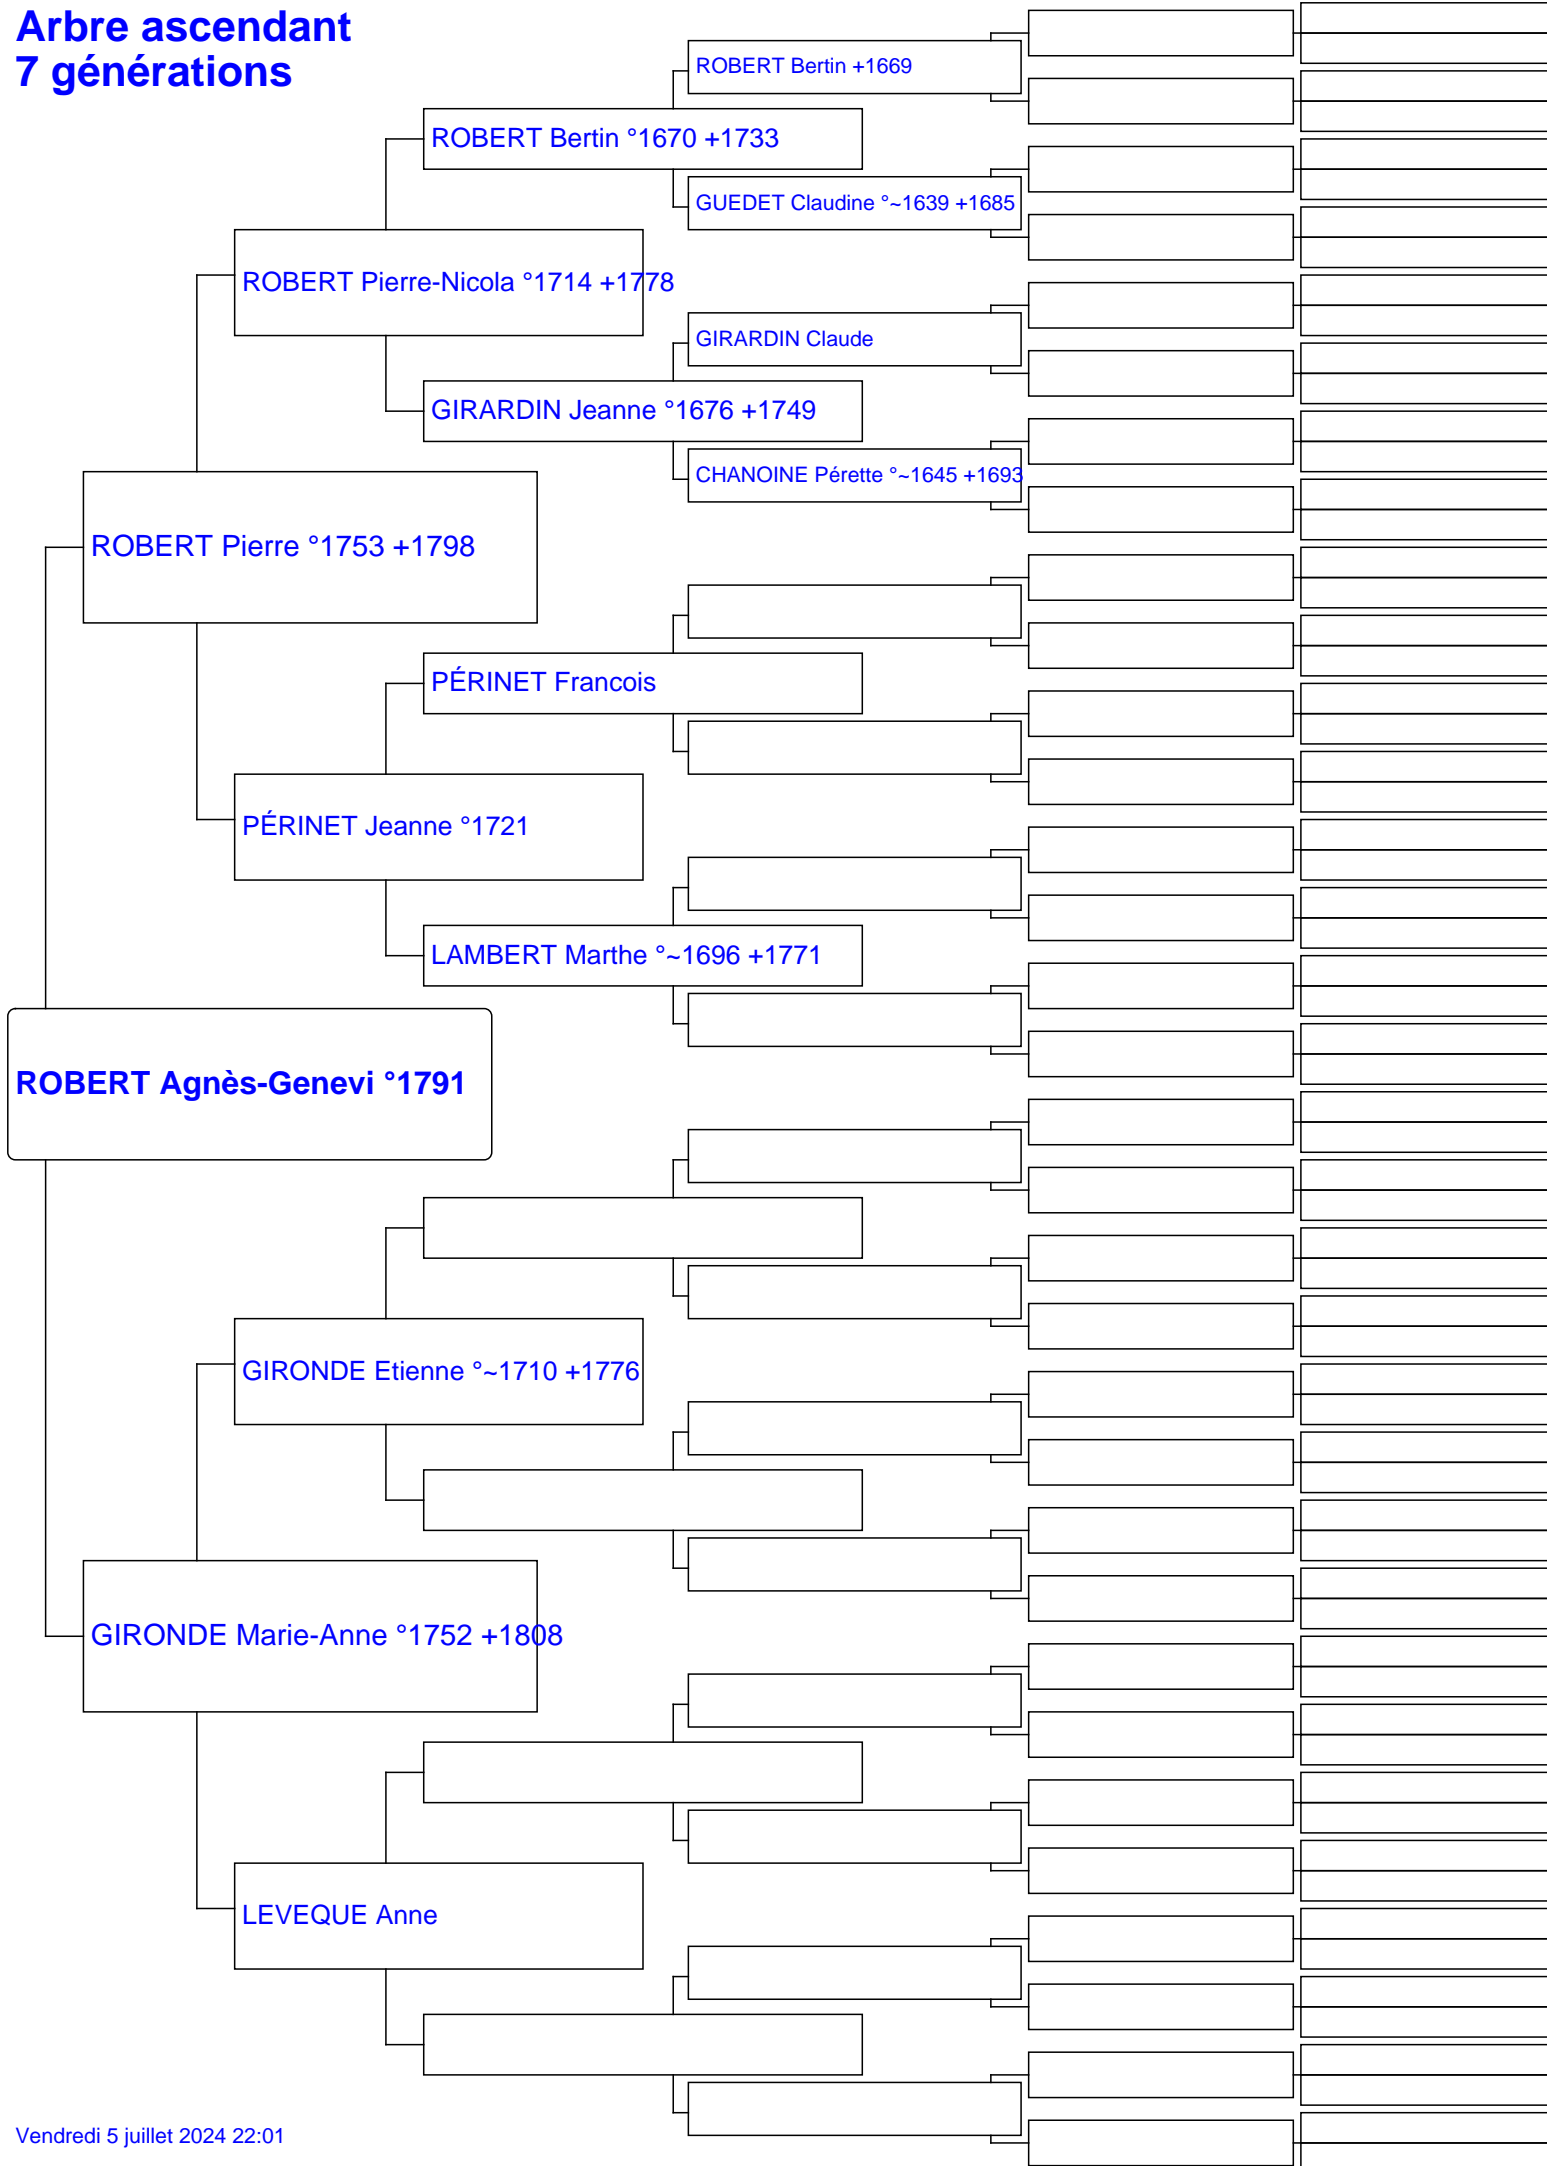 Arbre ascendant
7 générations
ROBERT Bertin +1669
ROBERT Bertin °1670 +1733
GUEDET Claudine °~1639 +1685
ROBERT Pierre-Nicola °1714 +1778
GIRARDIN Claude
GIRARDIN Jeanne °1676 +1749
CHANOINE Pérette °~1645 +1693
ROBERT Pierre °1753 +1798
PÉRINET Francois
PÉRINET Jeanne °1721
LAMBERT Marthe °~1696 +1771
ROBERT Agnès-Genevi °1791
GIRONDE Etienne °~1710 +1776
GIRONDE Marie-Anne °1752 +1808
LEVEQUE Anne
Vendredi 5 juillet 2024 22:01